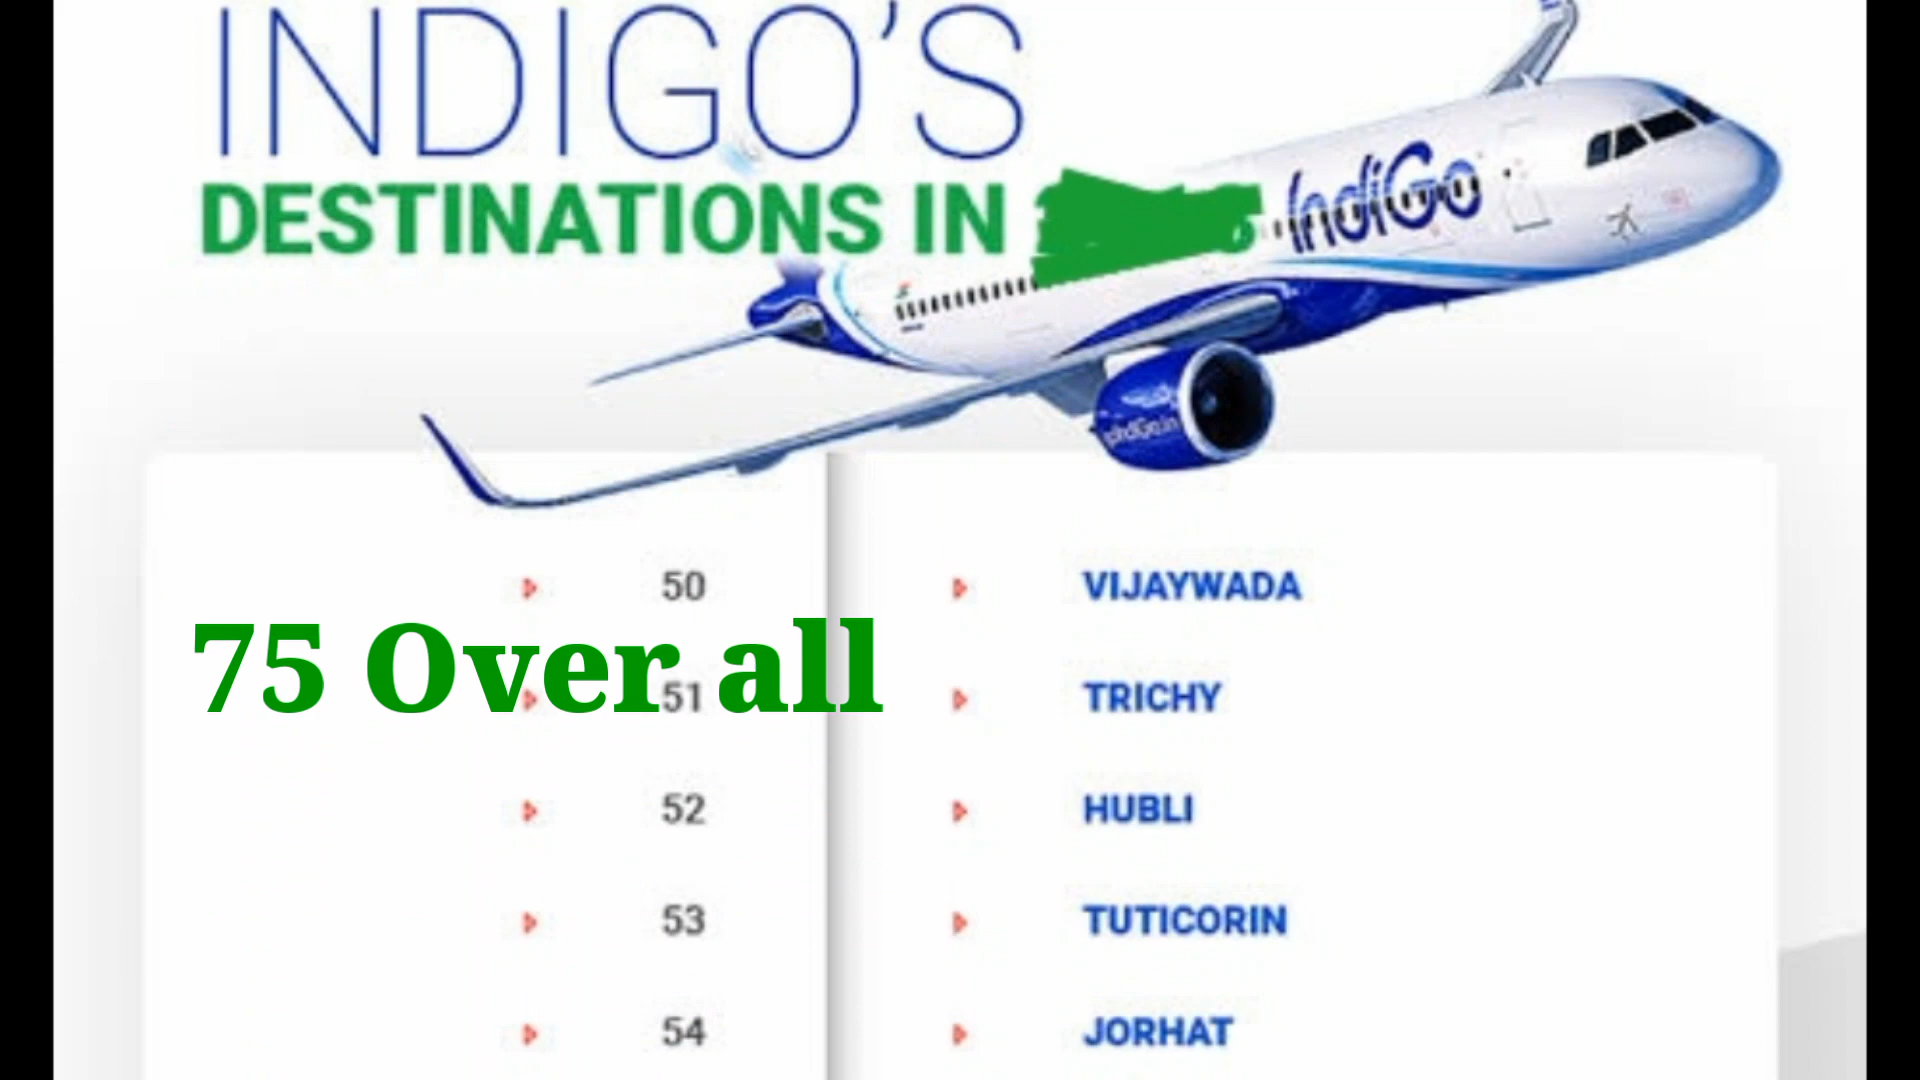 INDIGO'S
DESTINATIONS IN
IndiGo
50 VIJAYWADA
75 Over all
51 TRICHY
52 HUBLI
53 TUTICORIN
54 JORHAT